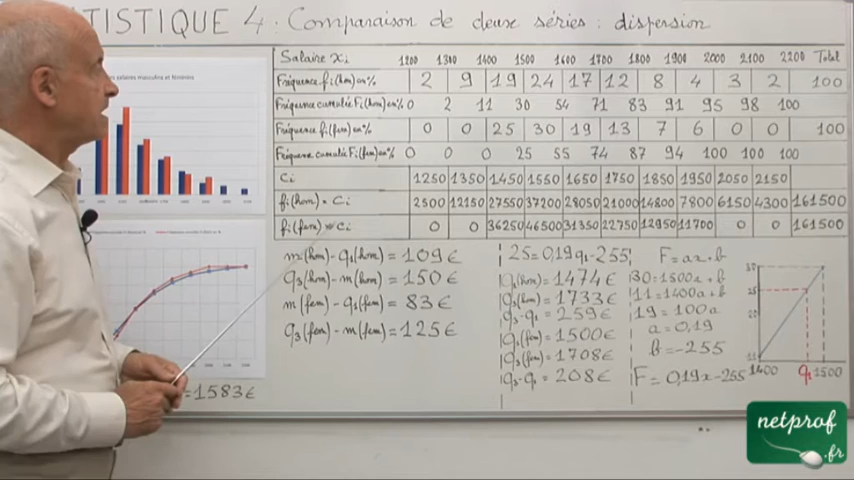 TISTIQUE 4. Comparaison de deux séries : dispersion
s salaires masculins et féminins
Salaire xi 1200 1300 1400 1500 1600 1700 1800 1900 2000 2100 2200 Total
Fréquence fi(hom) en % 2 9 19 24 17 12 8 4 3 2 100
Fréquence cumulée Fi(hom) en % 0 2 11 30 54 71 83 91 95 98 100
Fréquence fi(fem) en % 0 0 25 30 19 13 7 6 0 0 100
Fréquence cumulée Fi(fem) en % 0 0 0 25 55 74 87 94 100 100 100
Ci 1250 1350 1450 1550 1650 1750 1850 1950 2050 2150
fi(hom) × Ci 2500 12150 27550 37200 28050 21000 14800 7800 6150 4300 161500
fi(fem) × Ci 0 0 36250 46500 31350 22750 12950 11700 0 0 161500
m(hom) - q1(hom) = 109€
q3(hom) - m(hom) = 150€
m(fem) - q1(fem) = 83€
q3(fem) - m(fem) = 125€
= 1583€
25 = 0,19q1 - 255
q1(hom) = 1474€
q3(hom) = 1733€
q3 - q1 = 259€
q1(fem) = 1500€
q3(fem) = 1708€
q3 - q1 = 208€
F = ax + b
30 = 1500a + b
11 = 1400a + b
19 = 100a
a = 0,19
b = -255
F = 0,19x - 255
30
25
11
1400 q1 1500
netprof
.fr